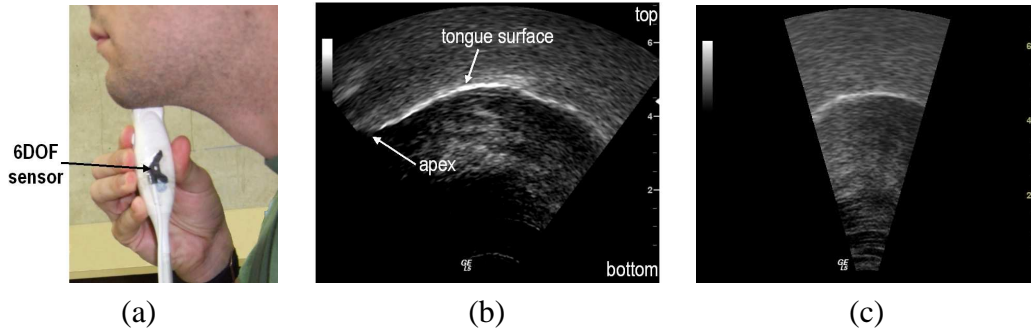 6DOF
sensor
(a)
top
tongue surface
apex
6
4
2
GE
LS
bottom
(b)
6
4
2
GE
LS
(c)